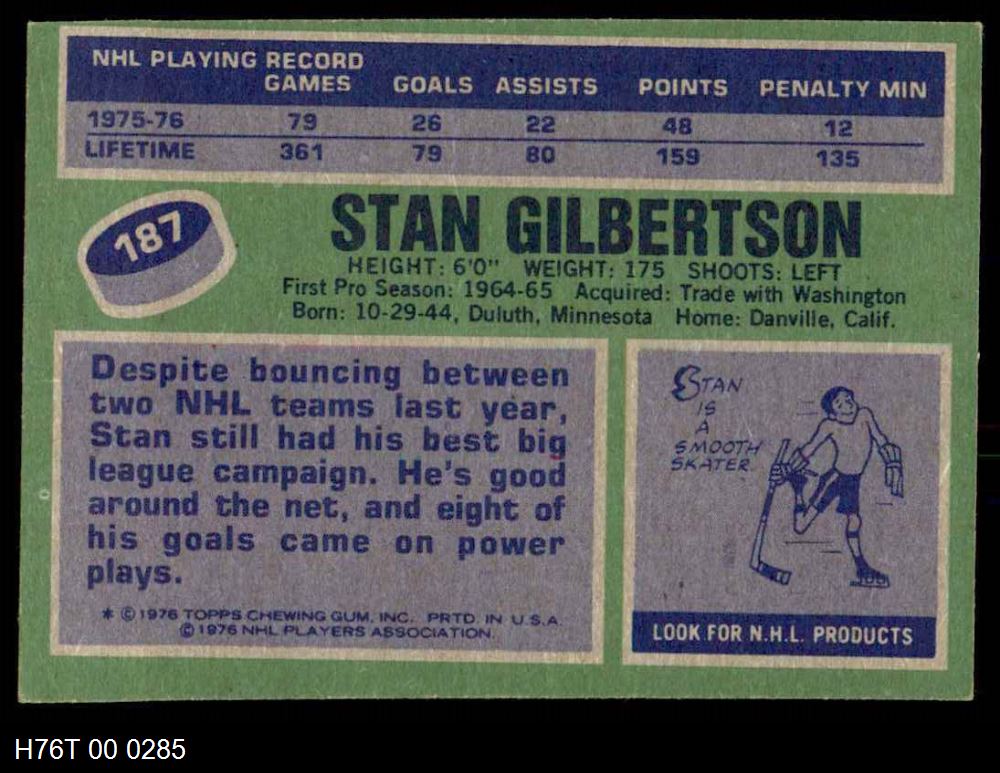 NHL PLAYING RECORD
GAMES GOALS ASSISTS POINTS PENALTY MIN
1975-76 79 26 22 48 12
LIFETIME 361 79 80 159 135
187
STAN GILBERTSON
HEIGHT: 6'0" WEIGHT: 175 SHOOTS: LEFT
First Pro Season: 1964-65 Acquired: Trade with Washington
Born: 10-29-44, Duluth, Minnesota Home: Danville, Calif.
Despite bouncing between
two NHL teams last year,
Stan still had his best big
league campaign. He's good
around the net, and eight of
his goals came on power
plays.
* © 1976 TOPPS CHEWING GUM, INC. PRTD. IN U.S.A.
© 1976 NHL PLAYERS ASSOCIATION.
STAN
IS
A
SMOOTH
SKATER.
LOOK FOR N.H.L. PRODUCTS
H76T 00 0285